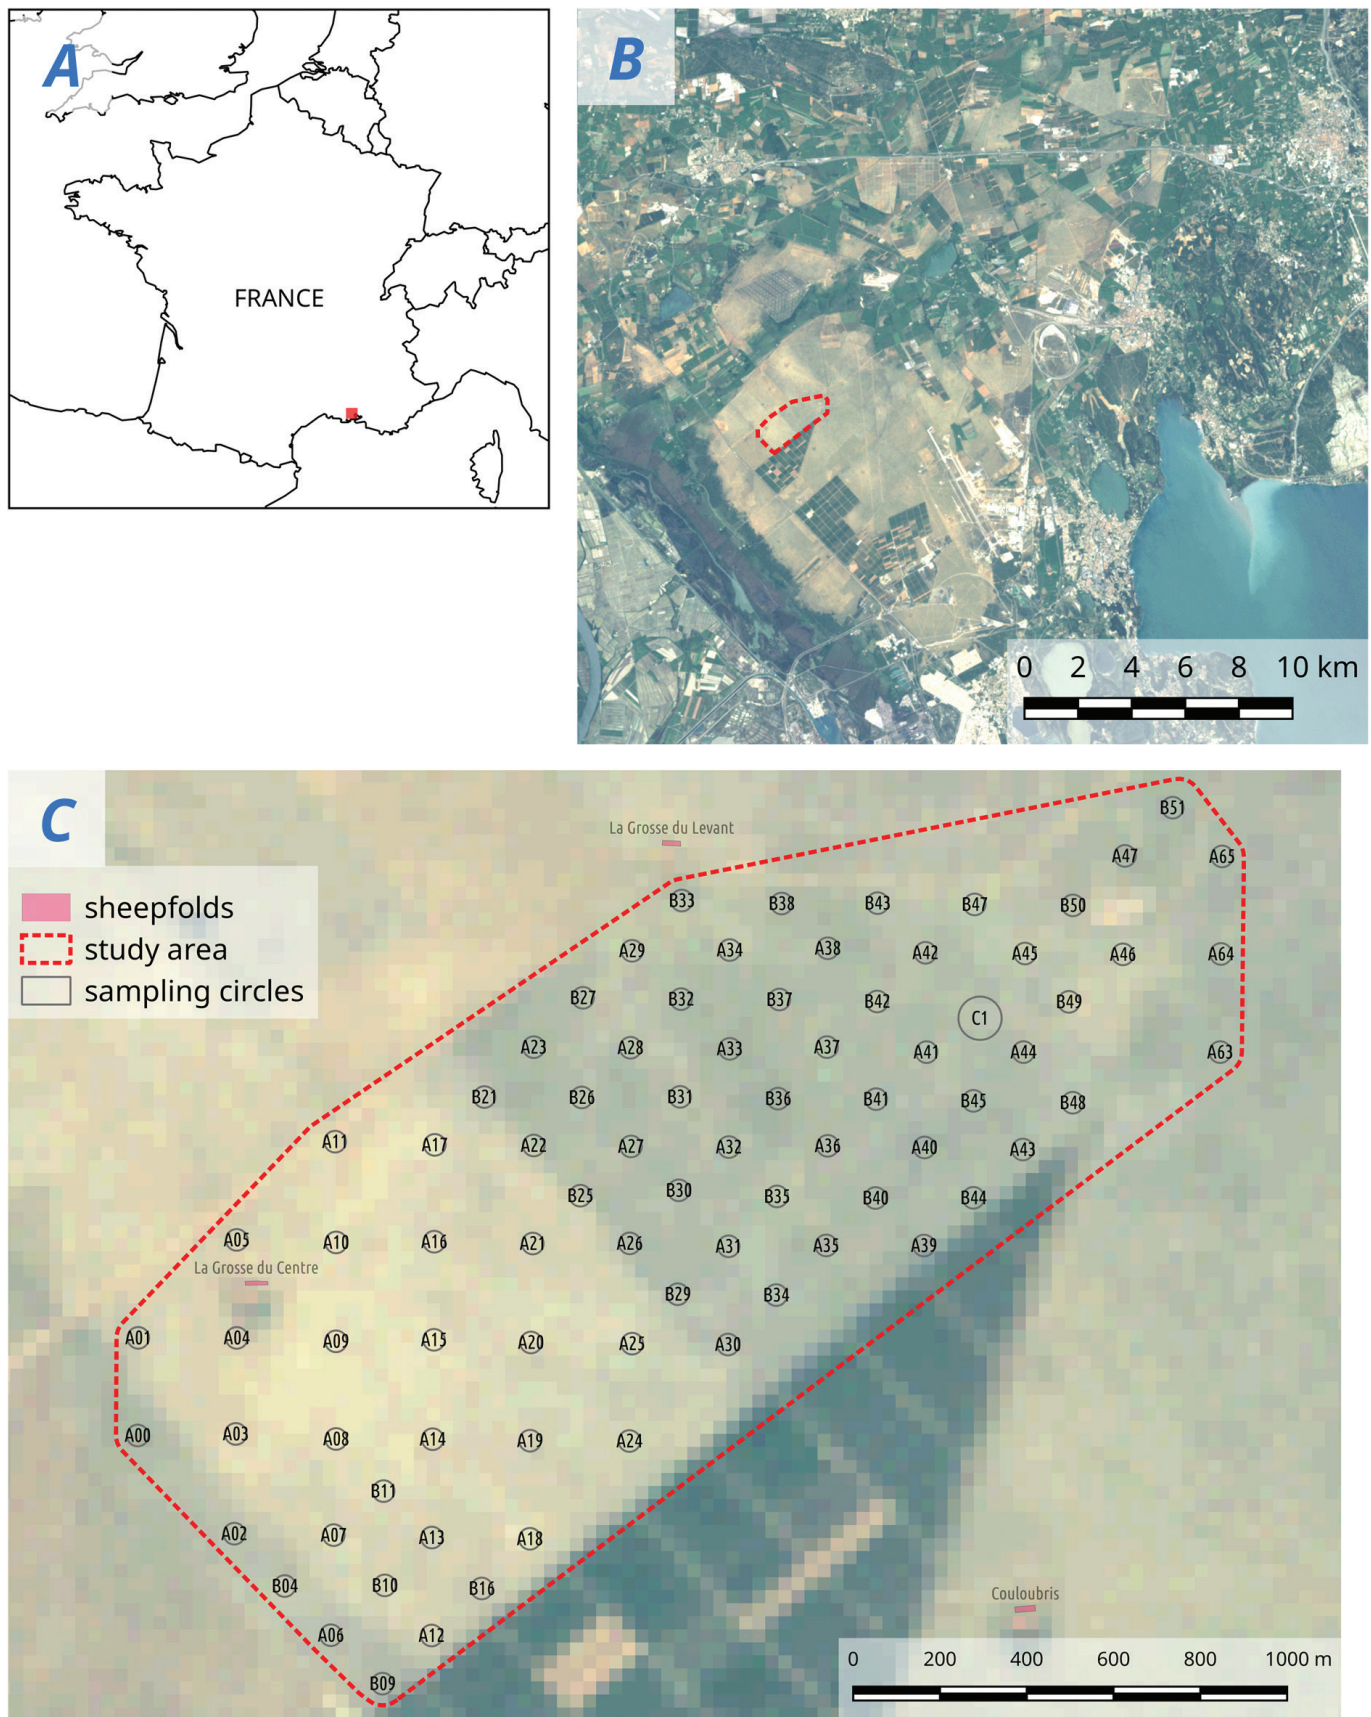 A
FRANCE
B
0 2 4 6 8 10 km
C
sheepfolds
study area
sampling circles
La Grosse du Levant
B51
A47 A65
B33 B38 B43 B47 B50
A29 A34 A38 A42 A45 A46 A64
B27 B32 B37 B42 B49
C1
A23 A28 A33 A37 A41 A44 A63
B21 B26 B31 B36 B41 B45 B48
A11 A17 A22 A27 A32 A36 A40 A43
B25 B30 B35 B40 B44
A05 A10 A16 A21 A26 A31 A35 A39
La Grosse du Centre
B29 B34
A01 A04 A09 A15 A20 A25 A30
A00 A03 A08 A14 A19 A24
B11
A02 A07 A13 A18
B04 B10 B16
Couloubris
A06 A12
B09
0 200 400 600 800 1000 m